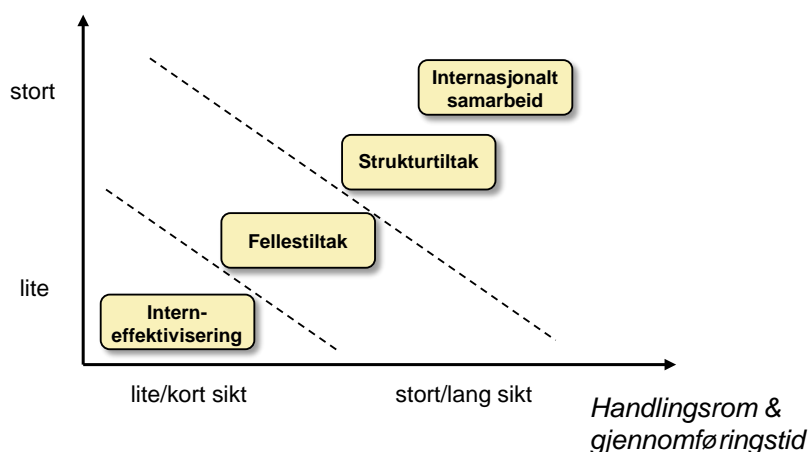 stort
Internasjonalt
samarbeid
Strukturtiltak
Fellestiltak
lite
Intern-
effektivisering
lite/kort sikt
stort/lang sikt
Handlingsrom &
gjennomføringstid